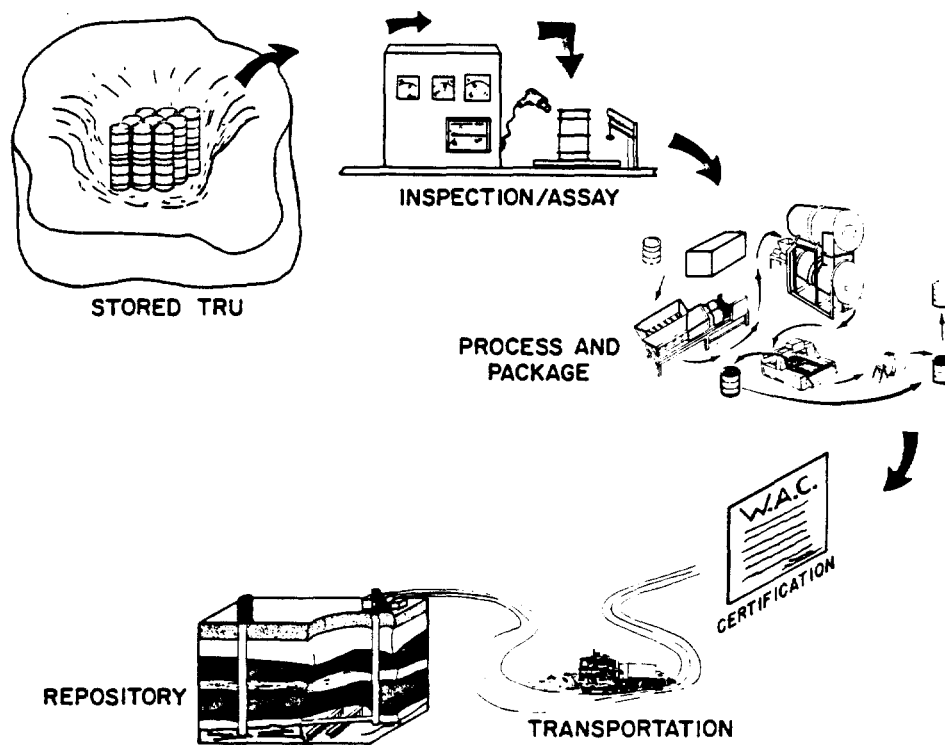 STORED TRU
INSPECTION/ASSAY
PROCESS AND
PACKAGE
W.A.C.
CERTIFICATION
TRANSPORTATION
REPOSITORY